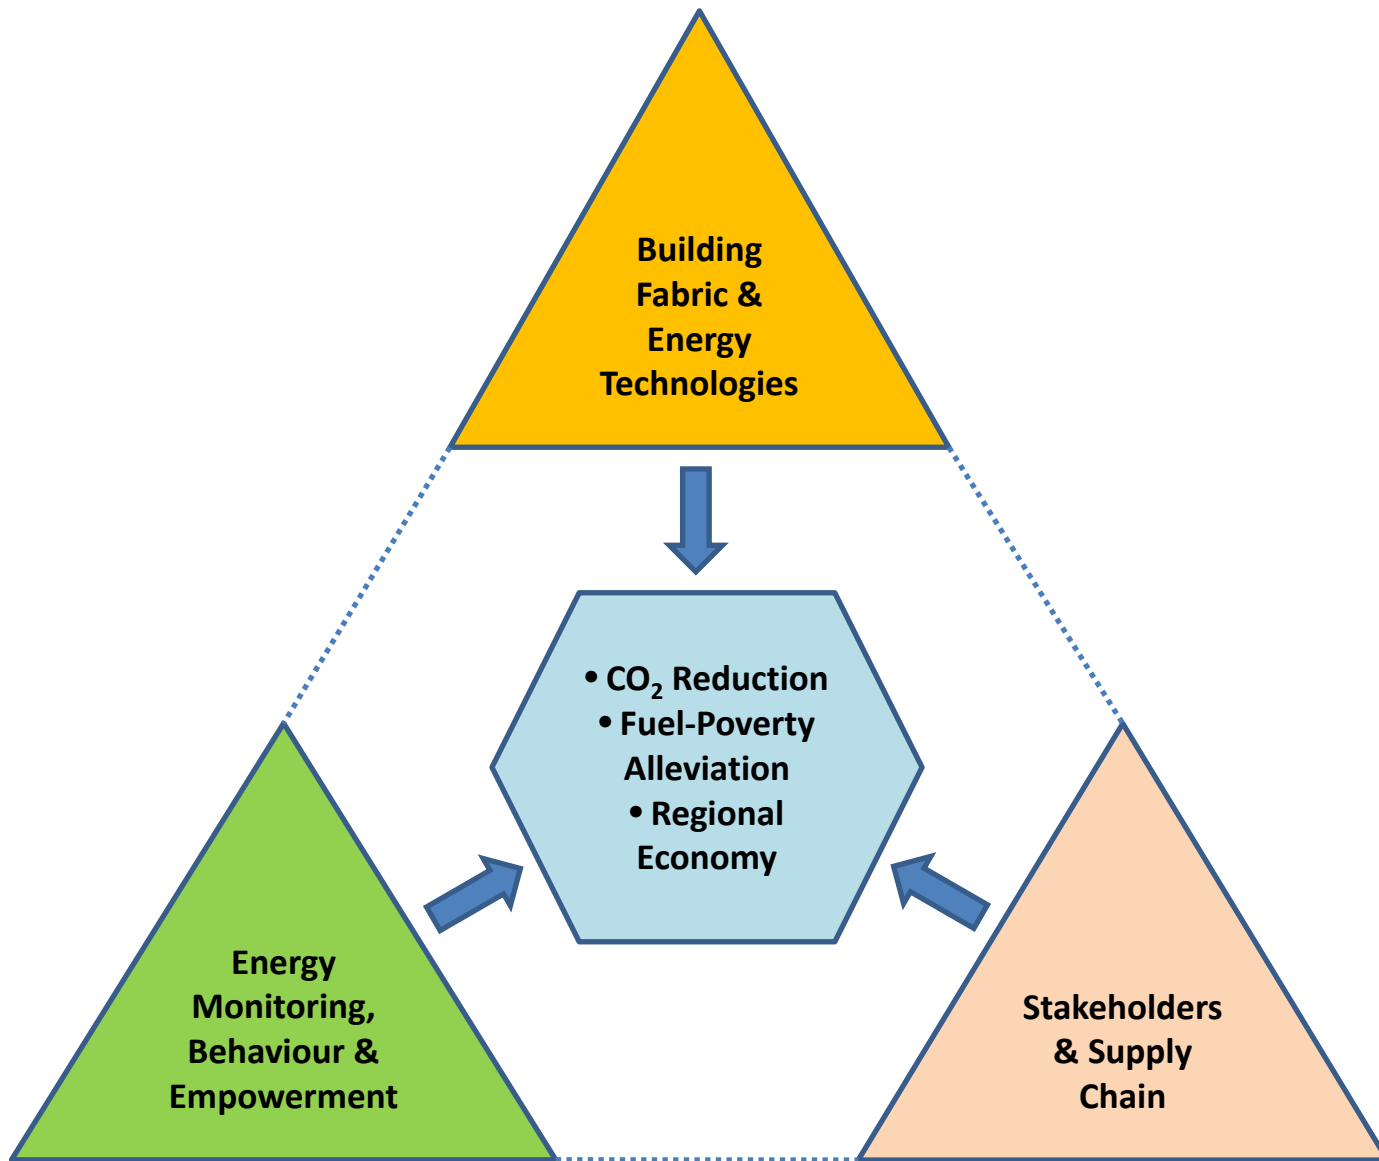 Building
Fabric &
Energy
Technologies
• CO₂ Reduction
• Fuel-Poverty
Alleviation
• Regional
Economy
Energy
Monitoring,
Behaviour &
Empowerment
Stakeholders
& Supply
Chain